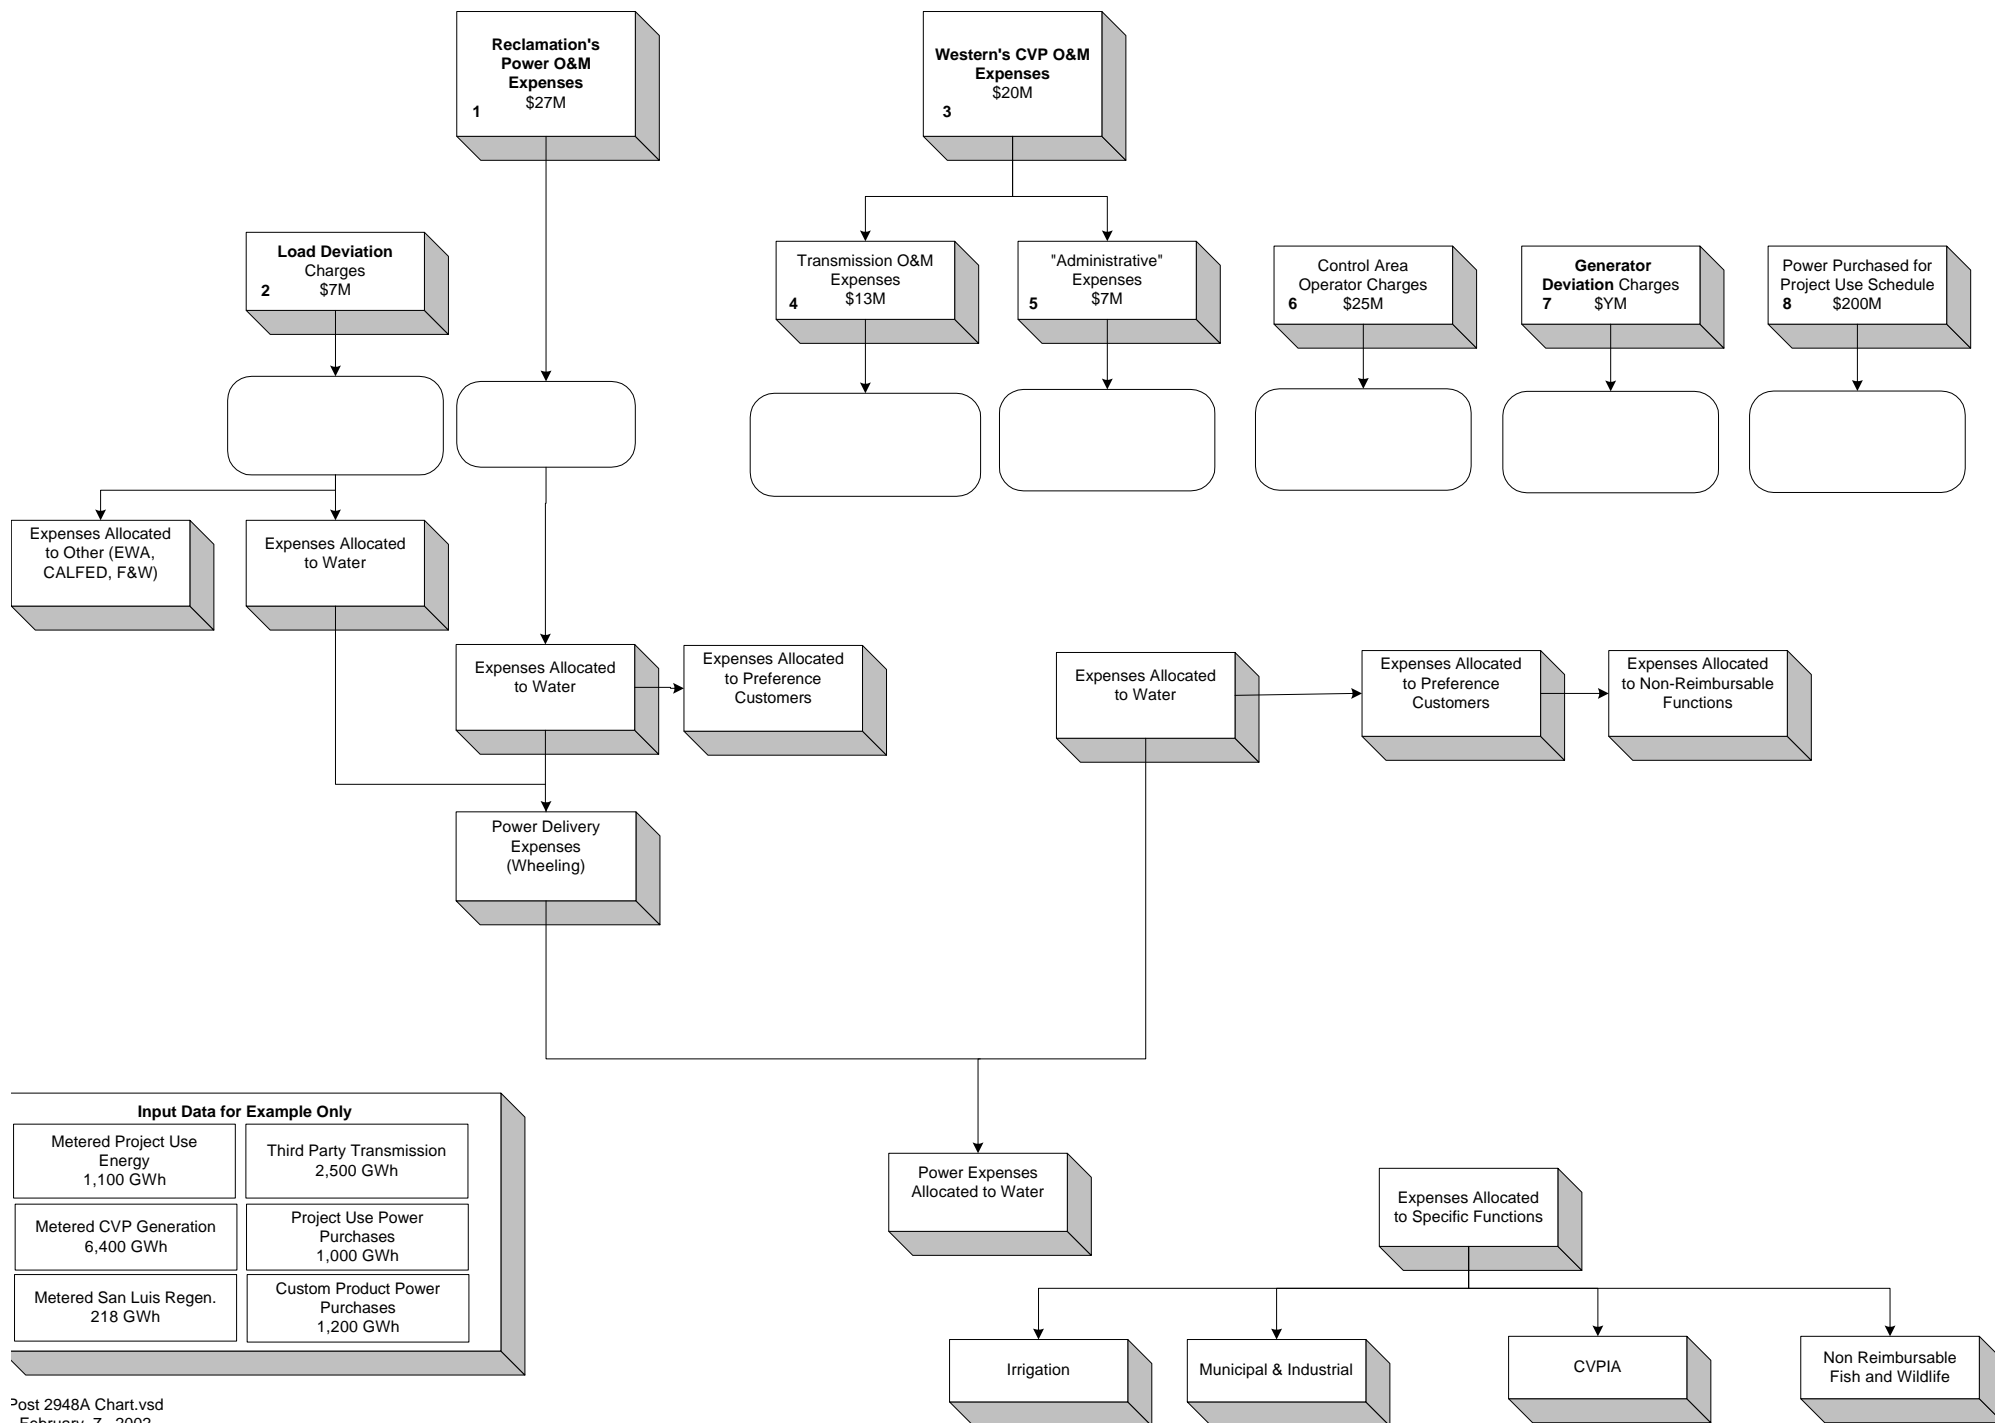 Reclamation's
Power O&M
Expenses
$27M
1
Western's CVP O&M
Expenses
$20M
3
Load Deviation
Charges
2 $7M
Transmission O&M
Expenses
4 $13M
"Administrative"
Expenses
5 $7M
Control Area
Operator Charges
6 $25M
Generator
Deviation Charges
7 $YM
Power Purchased for
Project Use Schedule
8 $200M
Expenses Allocated
to Other (EWA,
CALFED, F&W)
Expenses Allocated
to Water
Expenses Allocated
to Water
Expenses Allocated
to Preference
Customers
Expenses Allocated
to Water
Expenses Allocated
to Preference
Customers
Expenses Allocated
to Non-Reimbursable
Functions
Power Delivery
Expenses
(Wheeling)
Input Data for Example Only
Metered Project Use
Energy
1,100 GWh
Third Party Transmission
2,500 GWh
Metered CVP Generation
6,400 GWh
Project Use Power
Purchases
1,000 GWh
Metered San Luis Regen.
218 GWh
Custom Product Power
Purchases
1,200 GWh
Power Expenses
Allocated to Water
Expenses Allocated
to Specific Functions
Irrigation
Municipal & Industrial
CVPIA
Non Reimbursable
Fish and Wildlife
Post 2948A Chart.vsd
February 7, 2002